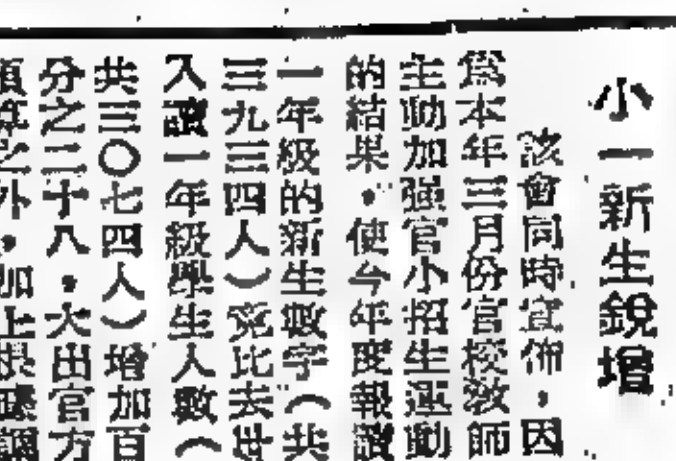 小一新生銳增
該會同時宣佈，因
爲本年三月份官校敎師
主動加強官小招生運動
的結果，使今年度報讀
一年級的新生數字（共
三九三四人）竟比去世
入讀一年級學生人數（
共三〇七四人）增加百
分之二十八，大出官方
預算之外，加上